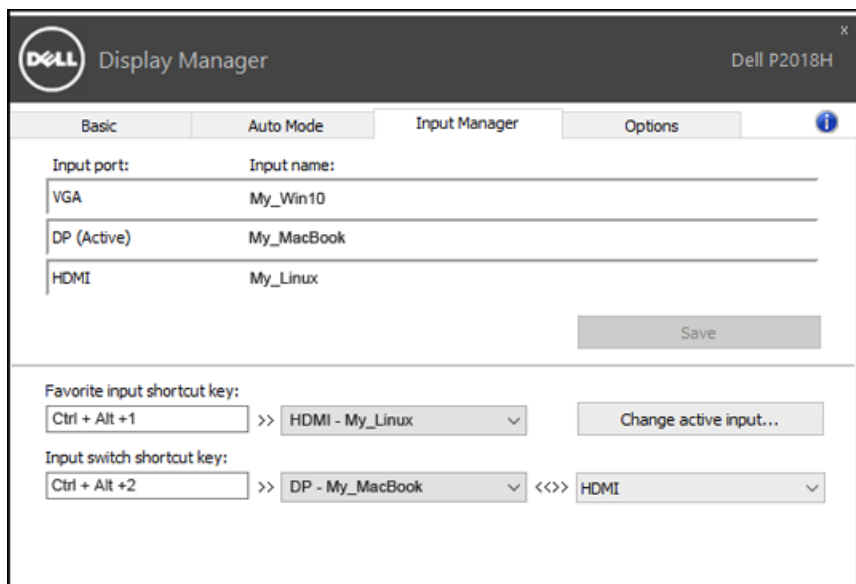 x
DELL Display Manager Dell P2018H
Basic Auto Mode Input Manager Options i
Input port: Input name:
VGA My_Win10
DP (Active) My_MacBook
HDMI My_Linux
Save
Favorite input shortcut key:
Ctrl + Alt +1 >> HDMI - My_Linux Change active input...
Input switch shortcut key:
Ctrl + Alt +2 >> DP - My_MacBook <<>> HDMI